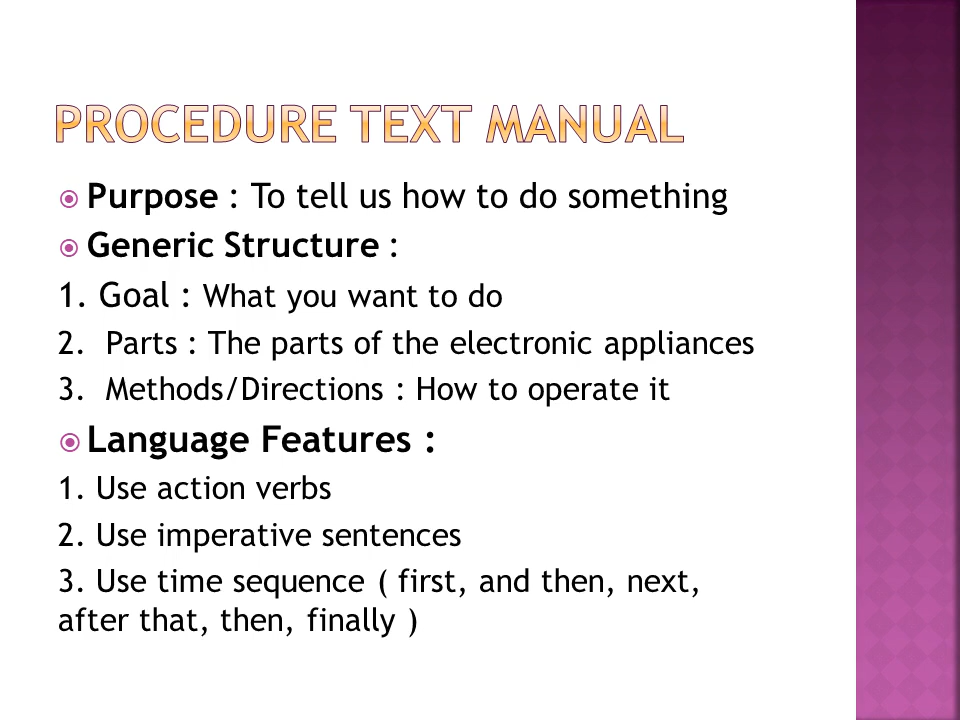 PROCEDURE TEXT MANUAL
Purpose : To tell us how to do something
Generic Structure :
1. Goal : What you want to do
2. Parts : The parts of the electronic appliances
3. Methods/Directions : How to operate it
Language Features :
1. Use action verbs
2. Use imperative sentences
3. Use time sequence ( first, and then, next,
after that, then, finally )